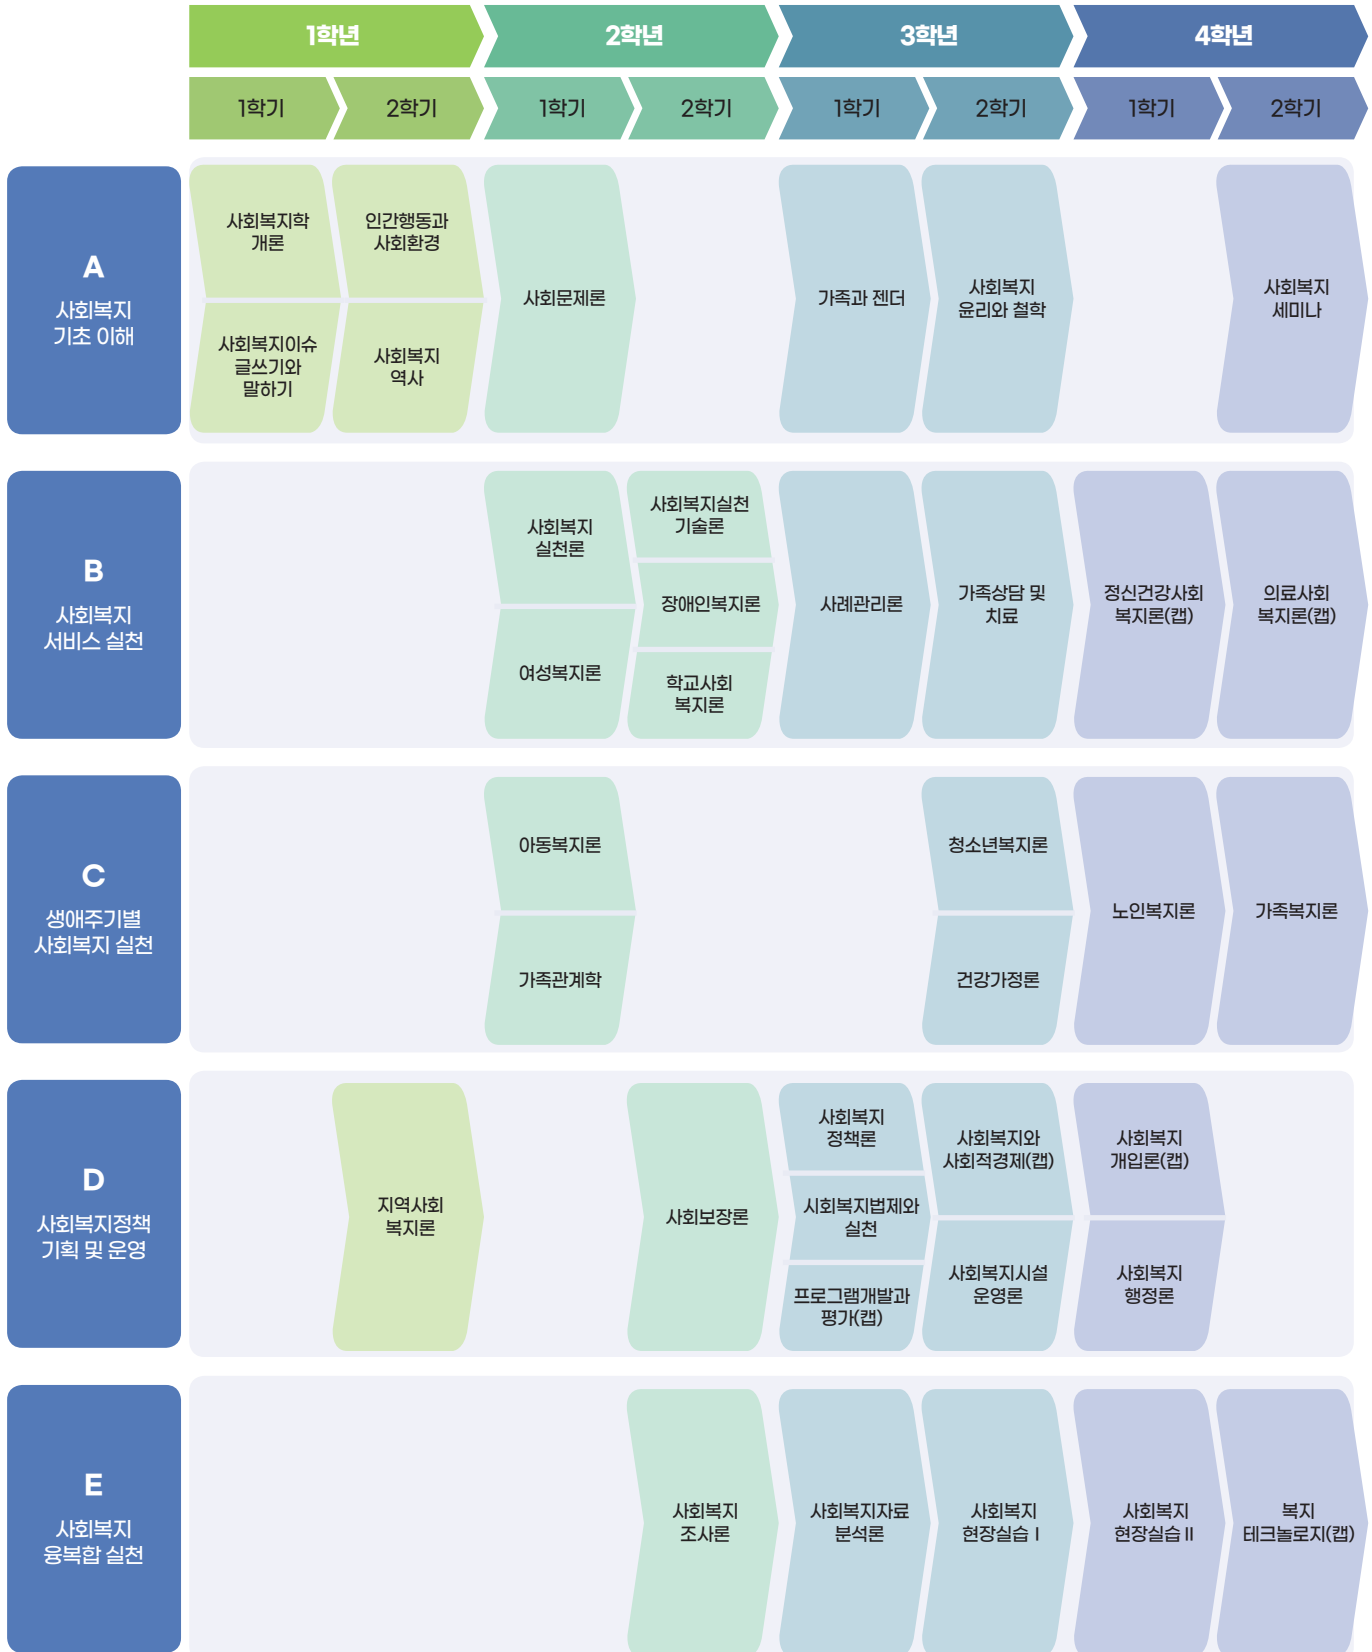 1학년
2학년
3학년
4학년
1학기
2학기
1학기
2학기
1학기
2학기
1학기
2학기
A
사회복지
기초 이해
사회복지학
개론
사회복지이슈
글쓰기와
말하기
인간행동과
사회환경
사회복지
역사
사회문제론
가족과 젠더
사회복지
윤리와 철학
사회복지
세미나
B
사회복지
서비스 실천
사회복지
실천론
여성복지론
사회복지실천
기술론
장애인복지론
학교사회
복지론
사례관리론
가족상담 및
치료
정신건강사회
복지론(캡)
의료사회
복지론(캡)
C
생애주기별
사회복지 실천
아동복지론
가족관계학
청소년복지론
건강가정론
노인복지론
가족복지론
D
사회복지정책
기획 및 운영
지역사회
복지론
사회보장론
사회복지
정책론
시회복지법제와
실천
프로그램개발과
평가(캡)
사회복지와
사회적경제(캡)
사회복지시설
운영론
사회복지
개입론(캡)
사회복지
행정론
E
사회복지
융복합 실천
사회복지
조사론
사회복지자료
분석론
사회복지
현장실습 I
사회복지
현장실습 II
복지
테크놀로지(캡)